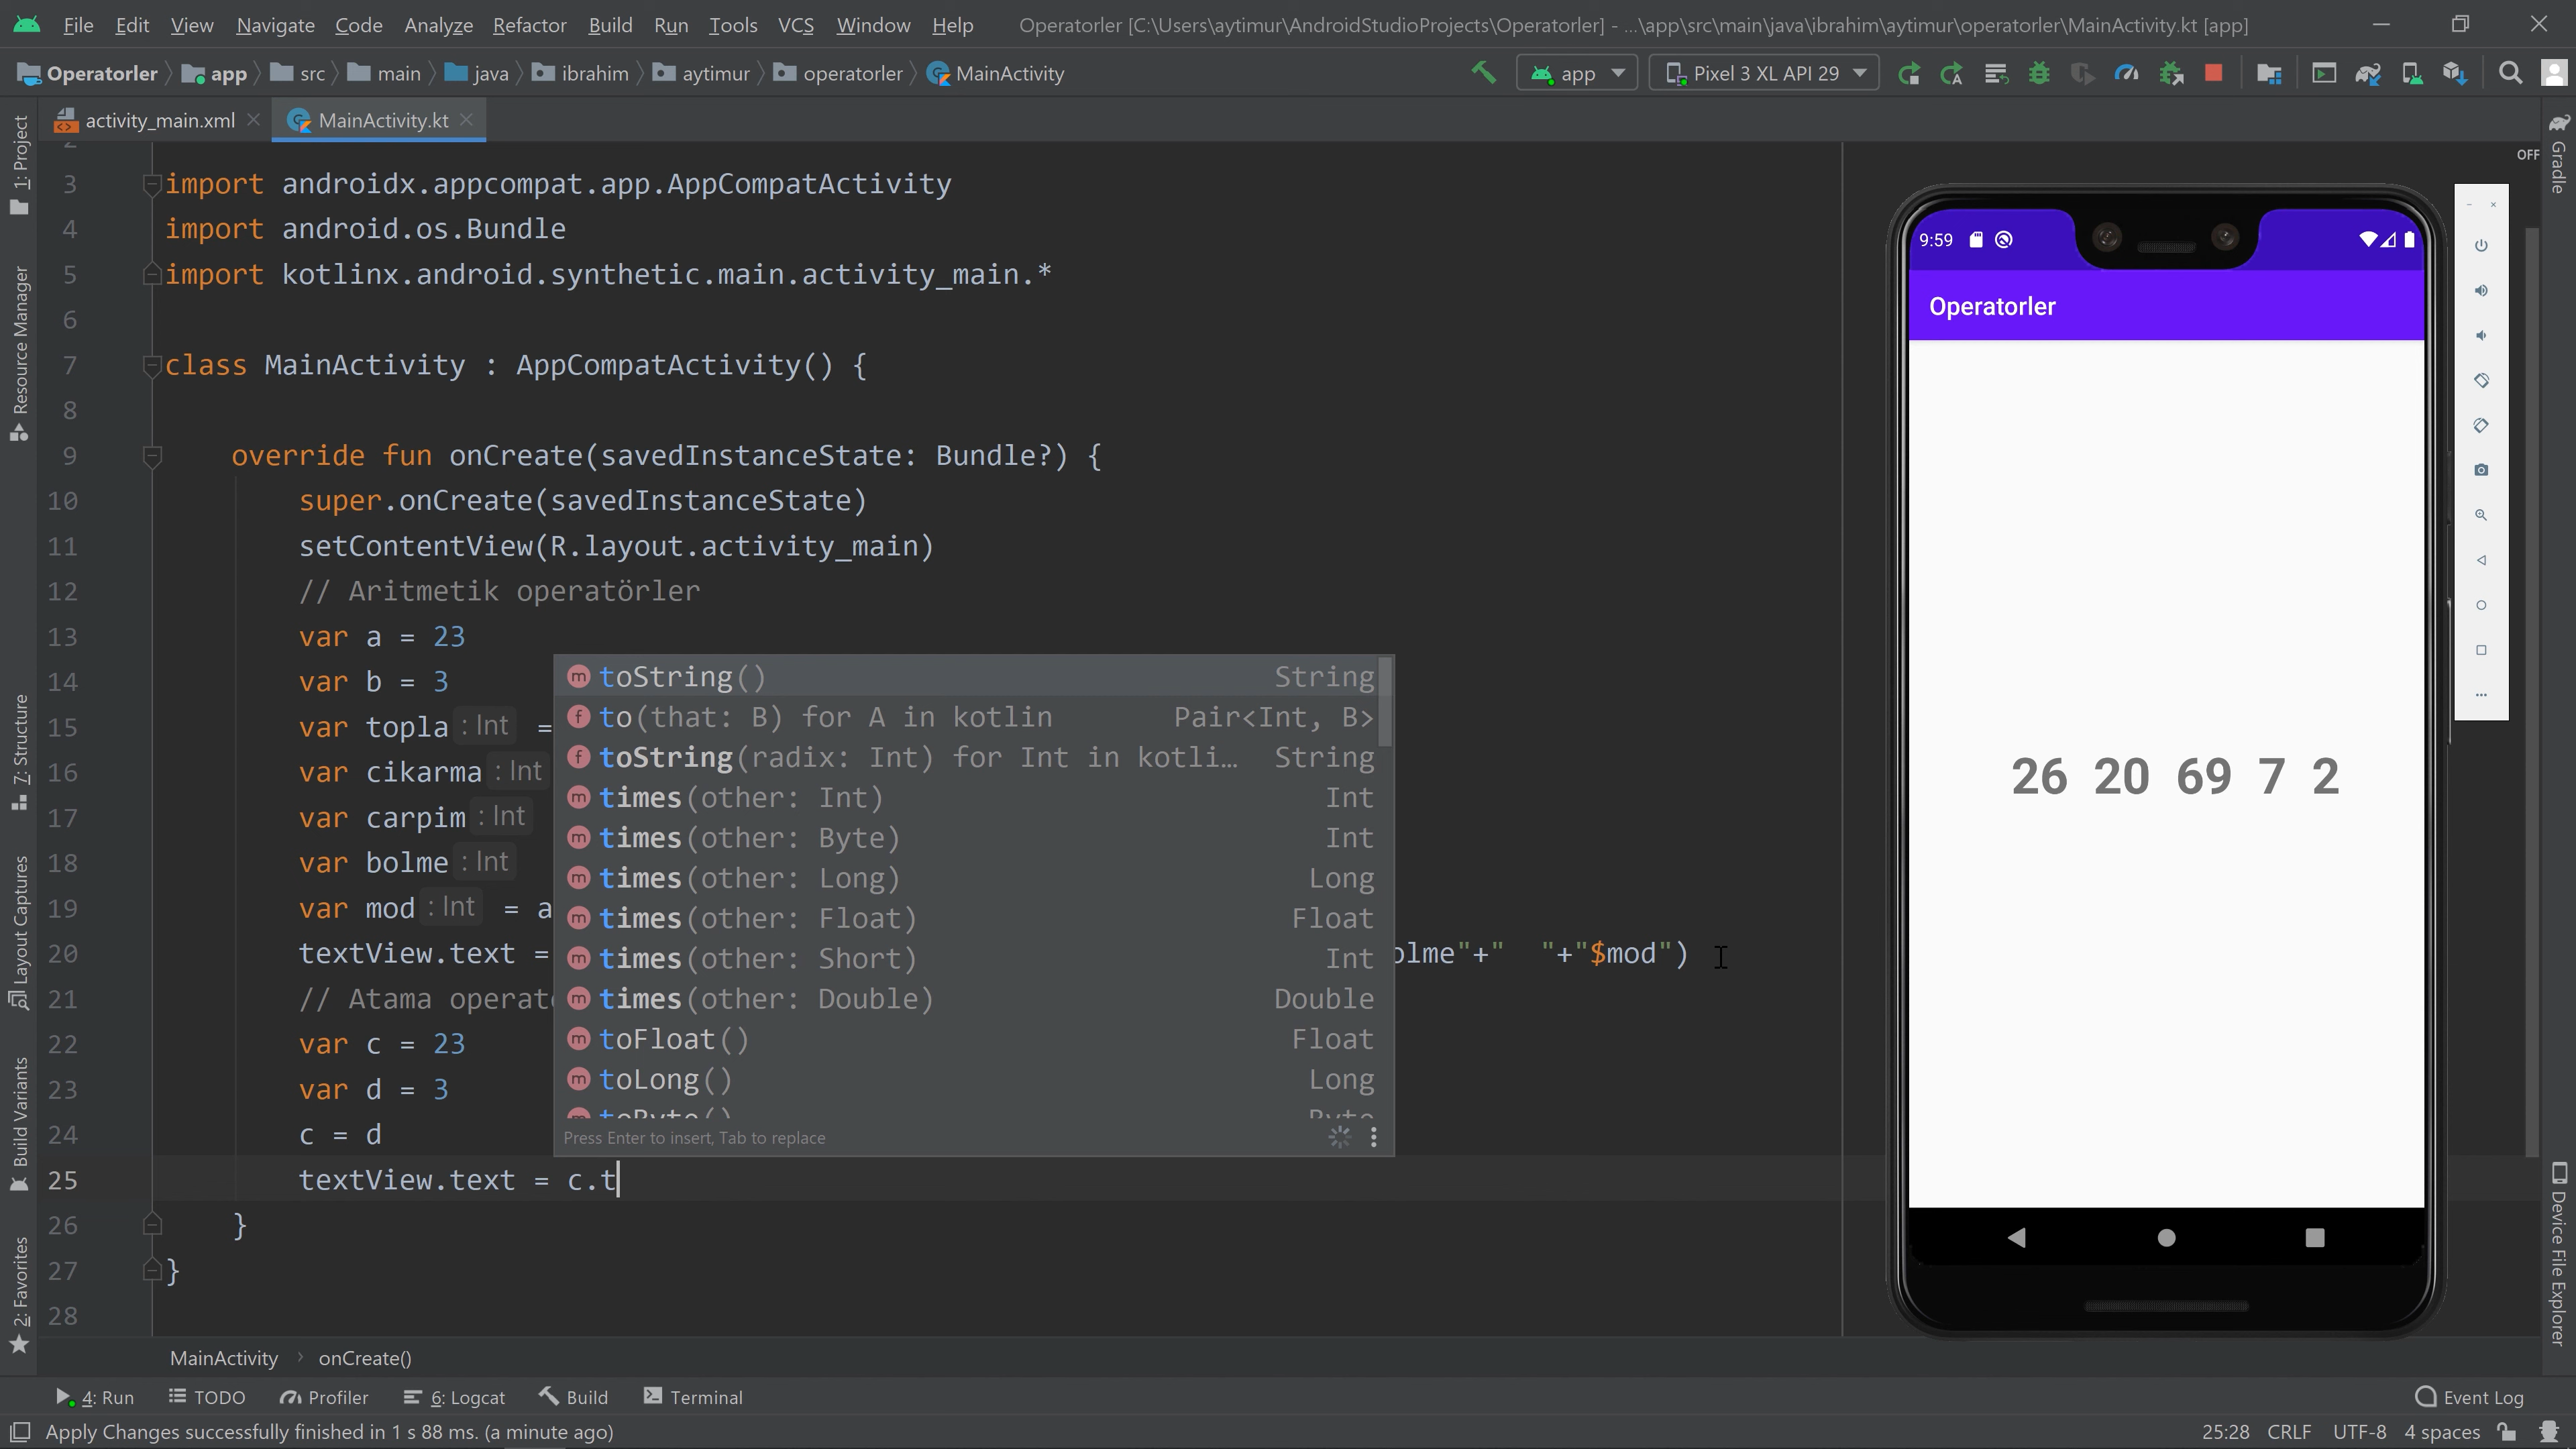 File Edit View Navigate Code Analyze Refactor Build Run Tools VCS Window Help Operatorler [C:\Users\aytimur\AndroidStudioProjects\Operatorler] - ...\app\src\main\java\ibrahim\aytimur\operatorler\MainActivity.kt [app]
Operatorler app src main java ibrahim aytimur operatorler MainActivity app Pixel 3 XL API 29
activity_main.xml MainActivity.kt
OFF
3 import androidx.appcompat.app.AppCompatActivity
4 import android.os.Bundle
5 import kotlinx.android.synthetic.main.activity_main.*
6
7 class MainActivity : AppCompatActivity() {
8
9 override fun onCreate(savedInstanceState: Bundle?) {
10 super.onCreate(savedInstanceState)
11 setContentView(R.layout.activity_main)
12 // Aritmetik operatörler
13 var a = 23
14 var b = 3
15 var topla : Int =
16 var cikarma : Int
17 var carpim : Int
18 var bolme : Int
19 var mod : Int = a
20 textView.text = olme"+" "+"$mod")
21 // Atama operat
22 var c = 23
23 var d = 3
24 c = d
25 textView.text = c.t
26 }
27 }
28
toString() String
to(that: B) for A in kotlin Pair<Int, B>
toString(radix: Int) for Int in kotli... String
times(other: Int) Int
times(other: Byte) Int
times(other: Long) Long
times(other: Float) Float
times(other: Short) Int
times(other: Double) Double
toFloat() Float
toLong() Long
toByte() Byte
Press Enter to insert, Tab to replace
9:59
Operatorler
26 20 69 7 2
1: Project
Resource Manager
7: Structure
Layout Captures
Build Variants
2: Favorites
Gradle
Device File Explorer
MainActivity onCreate()
4: Run TODO Profiler 6: Logcat Build Terminal Event Log
Apply Changes successfully finished in 1 s 88 ms. (a minute ago) 25:28 CRLF UTF-8 4 spaces